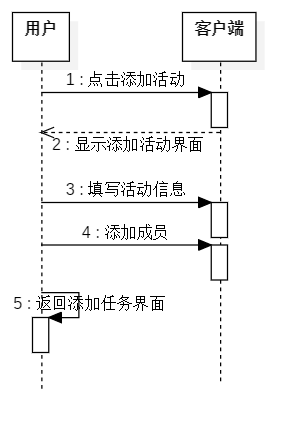 用户
客户端
1 : 点击添加活动
2 : 显示添加活动界面
3 : 填写活动信息
4 : 添加成员
5 : 返回添加任务界面